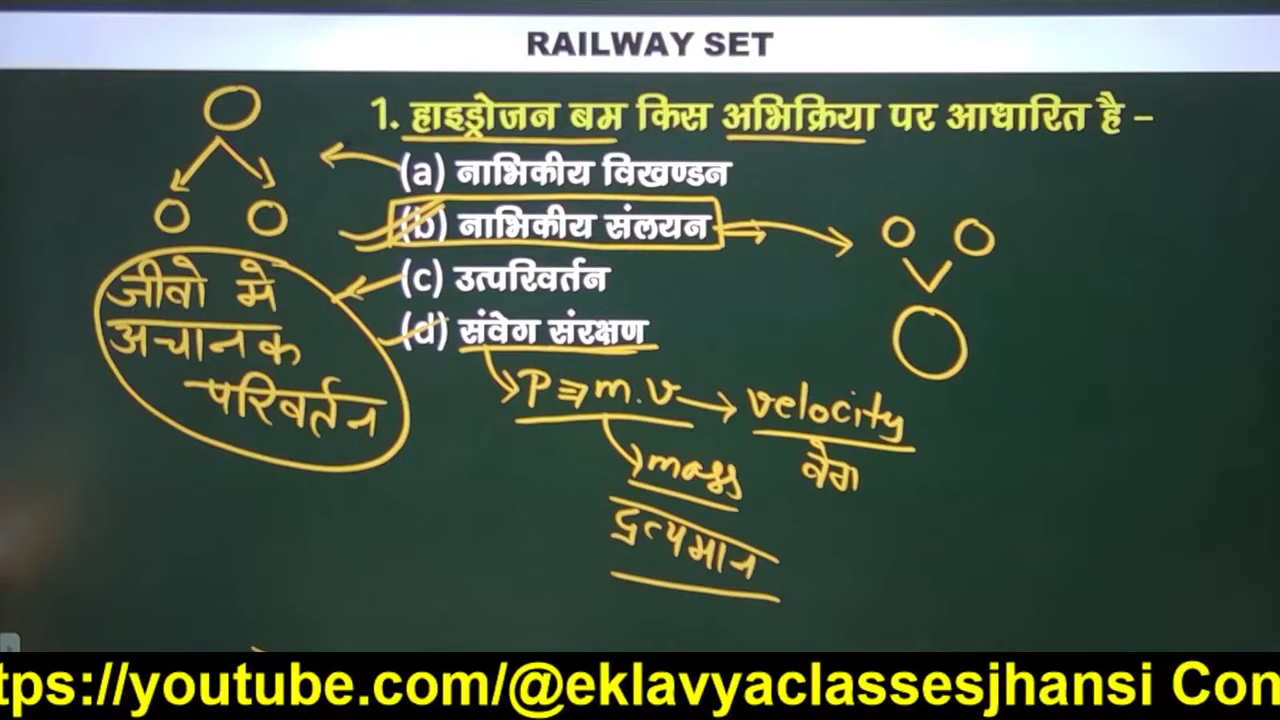 RAILWAY SET
1. हाइड्रोजन बम किस अभिक्रिया पर आधारित है –
(a) नाभिकीय विखण्डन
(b) नाभिकीय संलयन
(c) उत्परिवर्तन
(d) संवेग संरक्षण
जीवो मे
अचानक
परिवर्तन
P ⇒ m.v → velocity
वेग
mass
द्रव्यमान
tps://youtube.com/@eklavyaclassesjhansi Con